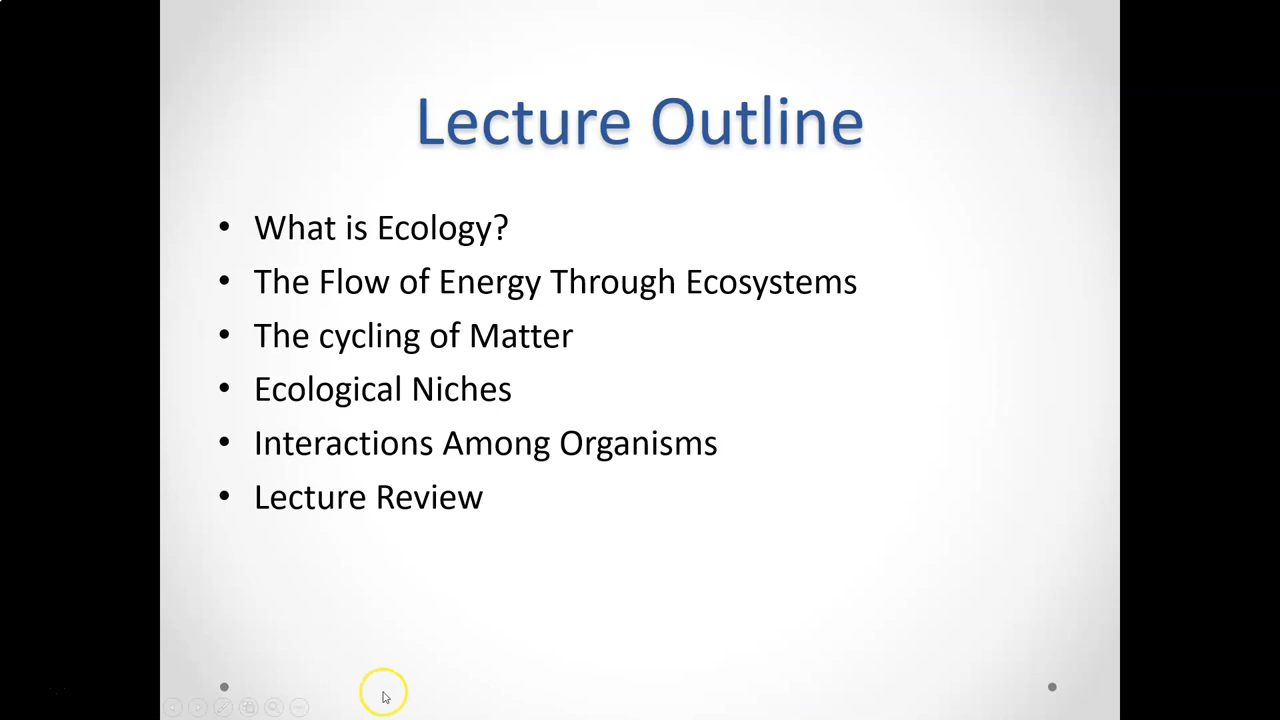 Lecture Outline
• What is Ecology?
• The Flow of Energy Through Ecosystems
• The cycling of Matter
• Ecological Niches
• Interactions Among Organisms
• Lecture Review